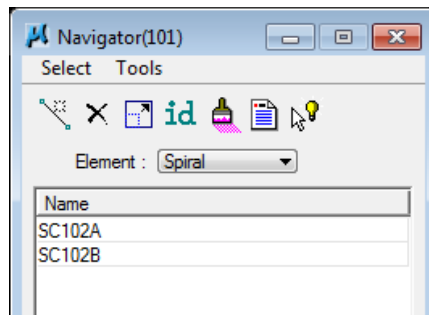 Navigator(101)
Select Tools
id
Element : Spiral
Name
SC102A
SC102B